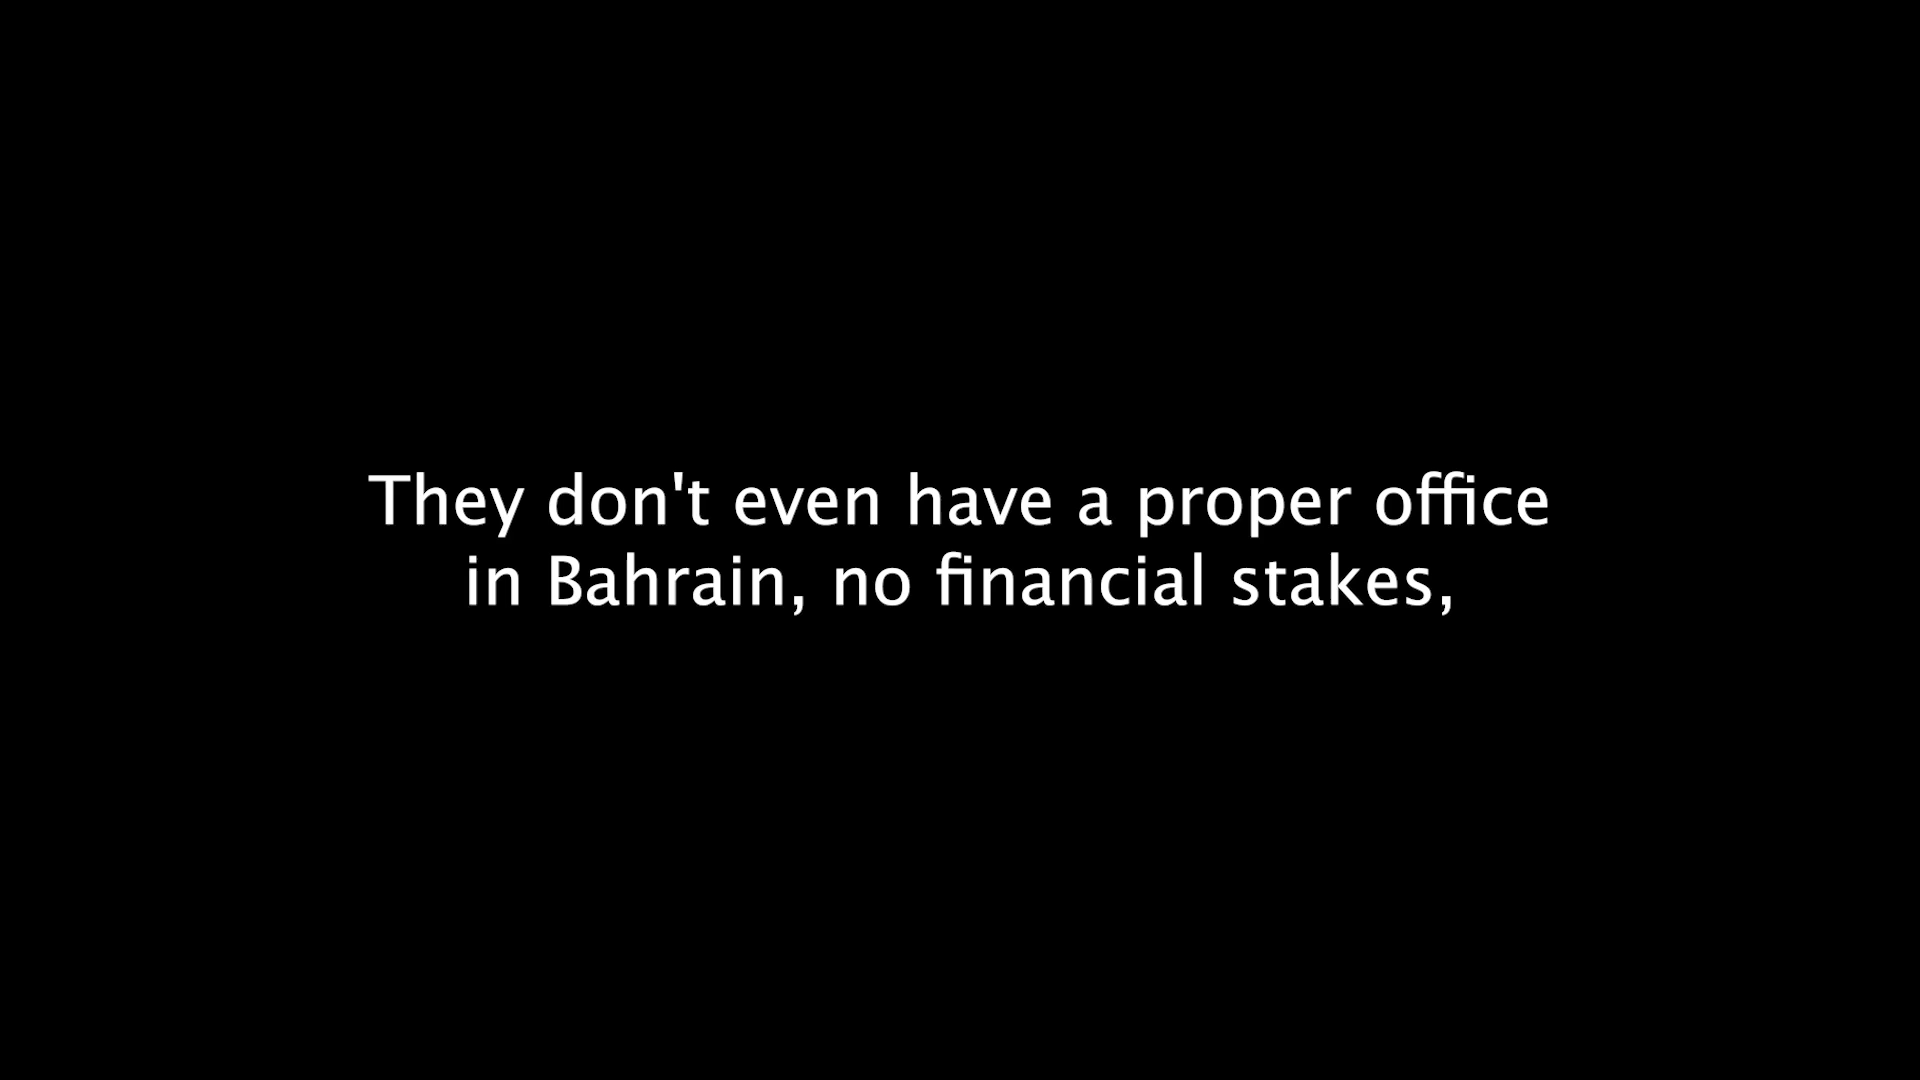 They don't even have a proper office
in Bahrain, no financial stakes,